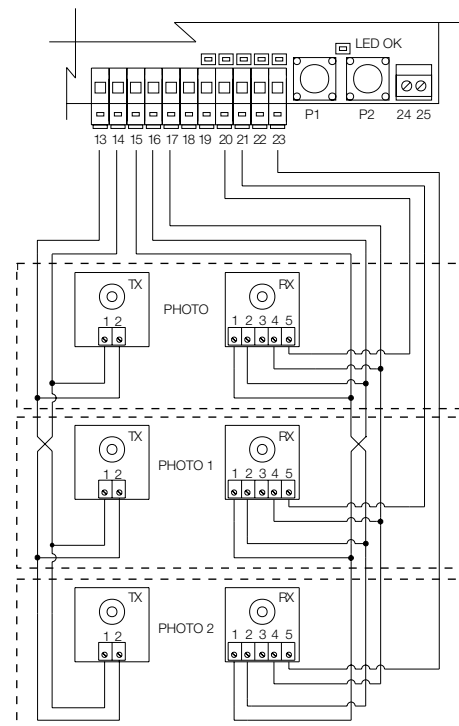 LED OK
P1 P2 24 25
13 14 15 16 17 18 19 20 21 22 23
TX PHOTO RX
1 2 1 2 3 4 5
TX PHOTO 1 RX
1 2 1 2 3 4 5
TX PHOTO 2 RX
1 2 1 2 3 4 5